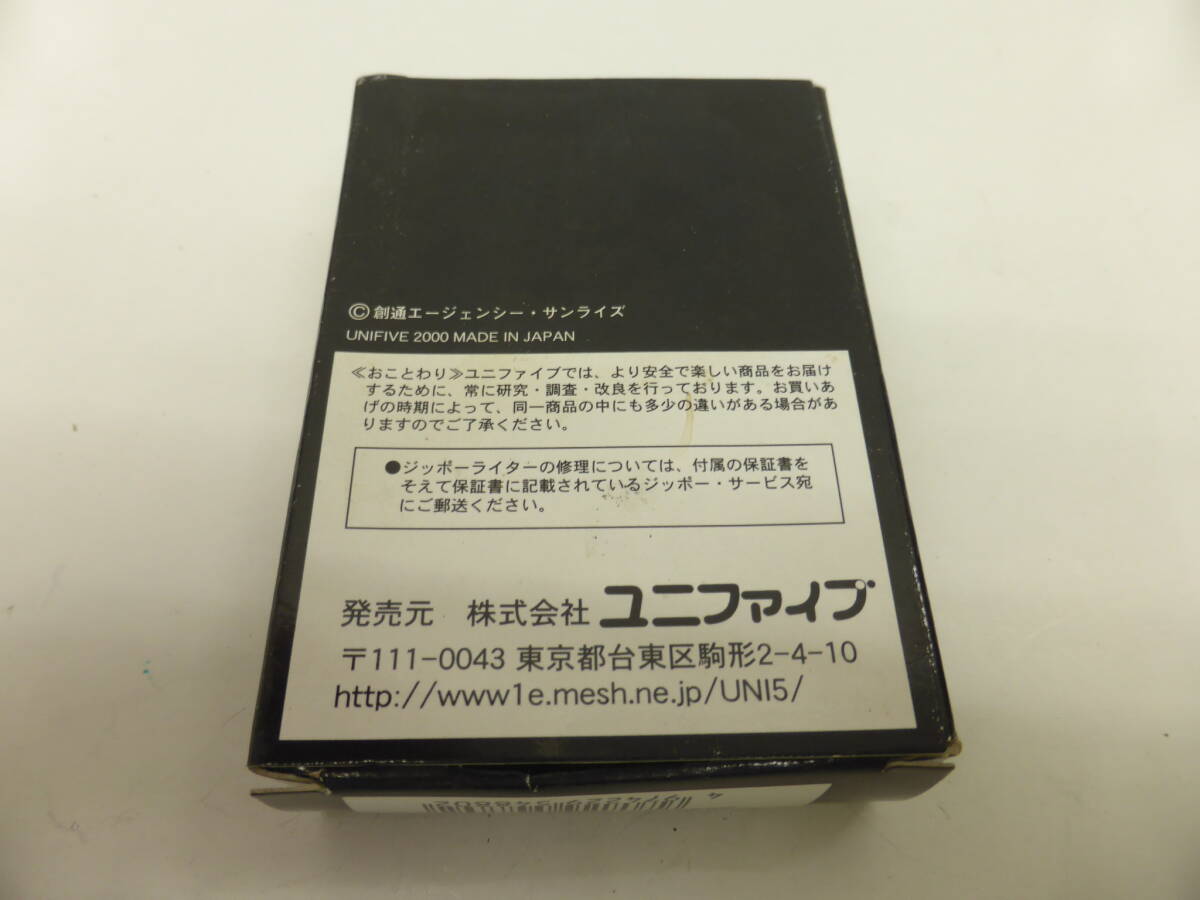 ©創通エージェンシー・サンライズ
UNIFIVE 2000 MADE IN JAPAN
≪おことわり≫ユニファイブでは、より安全で楽しい商品をお届け
するために、常に研究・調査・改良を行っております。お買いあ
げの時期によって、同一商品の中にも多少の違いがある場合があ
りますのでご了承ください。
●ジッポーライターの修理については、付属の保証書を
そえて保証書に記載されているジッポー・サービス宛
にご郵送ください。
発売元 株式会社 ユニファイブ
〒111-0043 東京都台東区駒形2-4-10
http://www1e.mesh.ne.jp/UNI5/